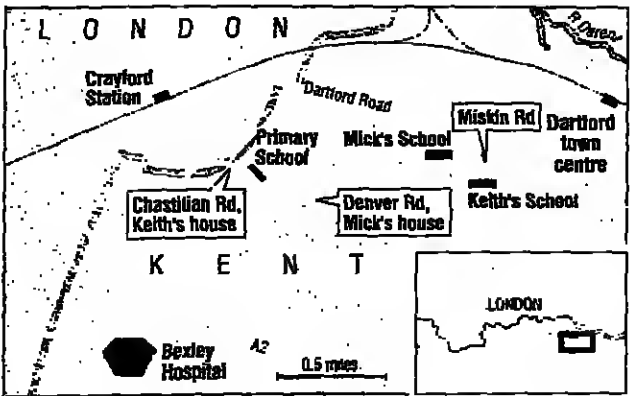 LONDON
R Darent
Crayford
Station
Dartford Road
Miskin Rd
Dartford
town
centre
Primary
School
Mick's School
Keith's School
Chastilian Rd,
Keith's house
Denver Rd,
Mick's house
KENT
LONDON
Bexley
Hospital
A2
0.5 miles